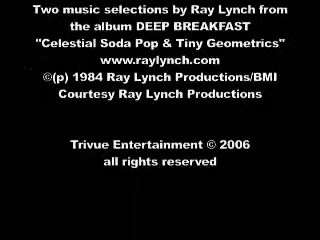 Two music selections by Ray Lynch from
the album DEEP BREAKFAST
"Celestial Soda Pop & Tiny Geometrics"
www.raylynch.com
©(p) 1984 Ray Lynch Productions/BMI
Courtesy Ray Lynch Productions
Trivue Entertainment © 2006
all rights reserved